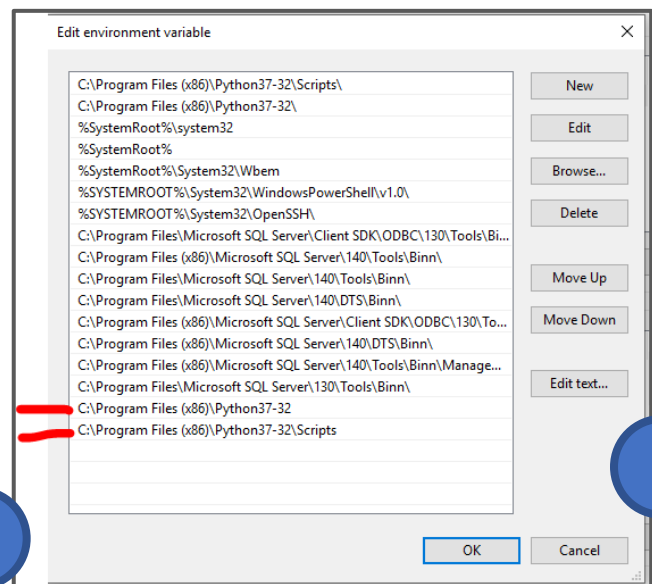 Edit environment variable
C:\Program Files (x86)\Python37-32\Scripts\
New
C:\Program Files (x86)\Python37-32\
%SystemRoot%\system32
Edit
%SystemRoot%
%SystemRoot%\System32\Wbem
Browse...
%SYSTEMROOT%\System32\WindowsPowerShell\v1.0\
%SYSTEMROOT%\System32\OpenSSH\
Delete
C:\Program Files\Microsoft SQL Server\Client SDK\ODBC\130\Tools\Bi...
C:\Program Files (x86)\Microsoft SQL Server\140\Tools\Binn\
C:\Program Files\Microsoft SQL Server\140\Tools\Binn\
Move Up
C:\Program Files\Microsoft SQL Server\140\DTS\Binn\
C:\Program Files (x86)\Microsoft SQL Server\Client SDK\ODBC\130\To...
Move Down
C:\Program Files (x86)\Microsoft SQL Server\140\DTS\Binn\
C:\Program Files (x86)\Microsoft SQL Server\140\Tools\Binn\Manage...
C:\Program Files\Microsoft SQL Server\130\Tools\Binn\
Edit text...
C:\Program Files (x86)\Python37-32
C:\Program Files (x86)\Python37-32\Scripts
OK
Cancel